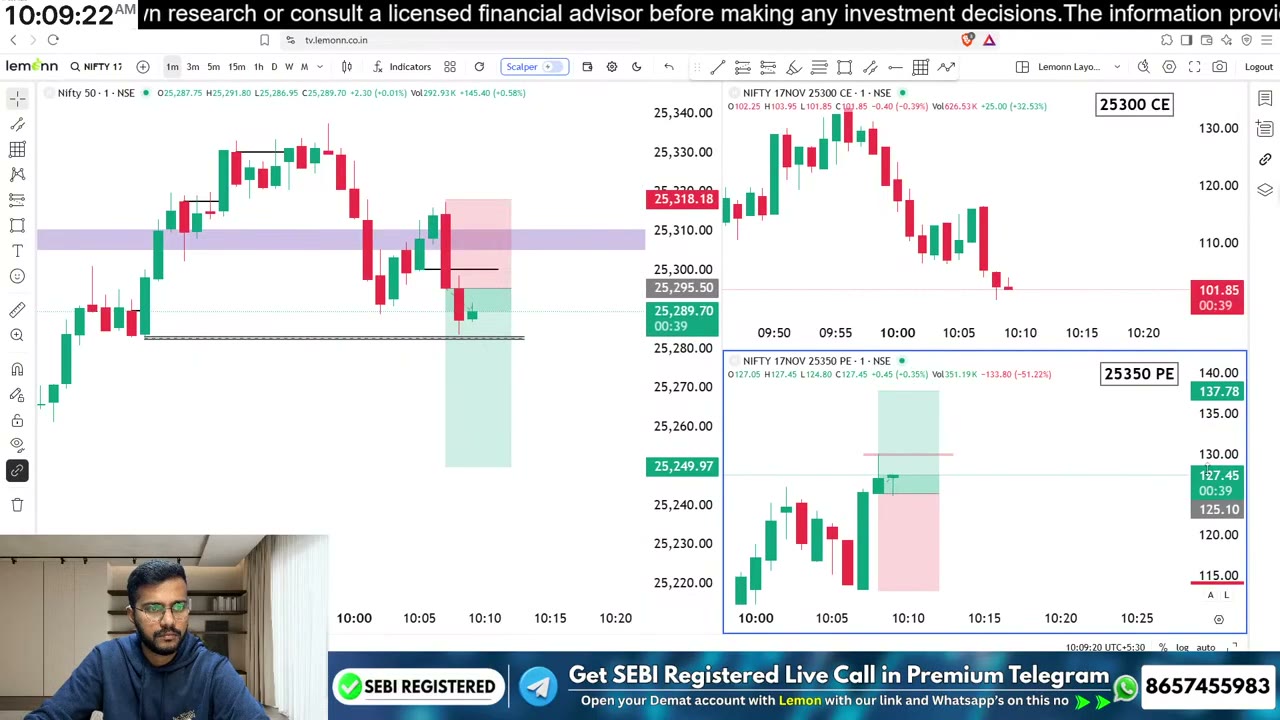 10:09:22 AM
wn research or consult a licensed financial advisor before making any investment decisions.The information provi
tv.lemonn.co.in
lemonn
NIFTY 17
1m 3m 5m 15m 1h D W M
Indicators
Scalper
Lemonn Layo...
Logout
Nifty 50 · 1 · NSE
O25,287.75 H25,291.80 L25,286.95 C25,289.70 +2.30 (+0.01%) Vol292.93K +145.40 (+0.58%)
25,340.00
25,330.00
25,318.18
25,310.00
25,300.00
25,295.50
25,289.70
00:39
25,280.00
25,270.00
25,260.00
25,249.97
25,240.00
25,230.00
25,220.00
10:00 10:05 10:10 10:15 10:20
NIFTY 17NOV 25300 CE · 1 · NSE
O102.25 H103.95 L101.85 C101.85 −0.40 (−0.39%) Vol626.53K +25.00 (+32.53%)
25300 CE
130.00
120.00
110.00
101.85
00:39
09:50 09:55 10:00 10:05 10:10 10:15 10:20
NIFTY 17NOV 25350 PE · 1 · NSE
O127.05 H127.45 L124.80 C127.45 +0.45 (+0.35%) Vol351.19K −133.80 (−51.22%)
25350 PE
140.00
137.78
135.00
130.00
127.45
00:39
125.10
120.00
115.00
A L
10:00 10:05 10:10 10:15 10:20 10:25
10:09:20 UTC+5:30 % log auto
SEBI REGISTERED
Get SEBI Registered Live Call in Premium Telegram
Open your Demat account with Lemon with our link and Whatsapp's on this no
8657455983